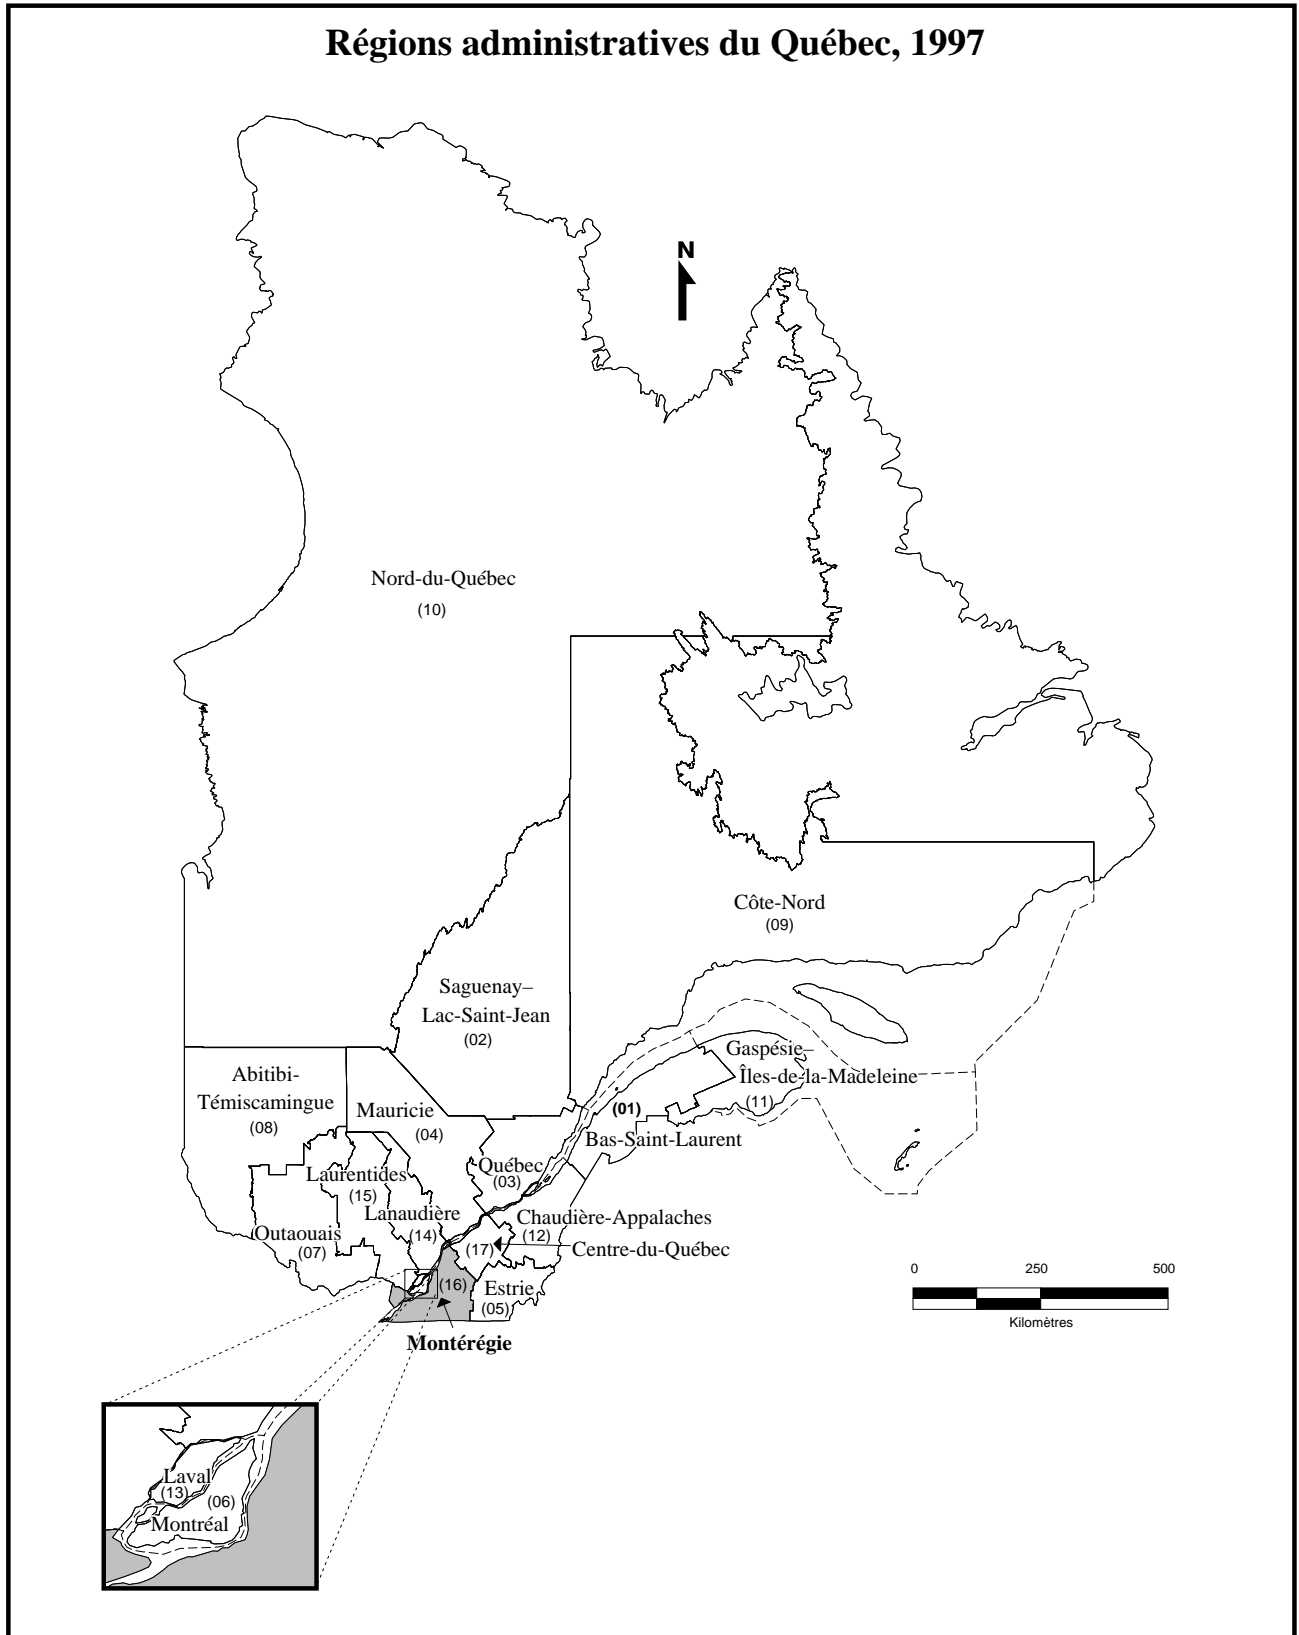 Régions administratives du Québec, 1997
N
Nord-du-Québec
(10)
Côte-Nord
(09)
Saguenay–
Lac-Saint-Jean
(02)
Gaspésie–
Îles-de-la-Madeleine
(11)
Abitibi-
Témiscamingue
(08)
Mauricie
(04)
(01)
Bas-Saint-Laurent
Québec
(03)
Laurentides
(15)
Lanaudière
(14)
Chaudière-Appalaches
(12)
Outaouais
(07)
(17)
Centre-du-Québec
(16)
Estrie
(05)
Montérégie
0 250 500
Kilomètres
Laval
(13)
(06)
Montréal